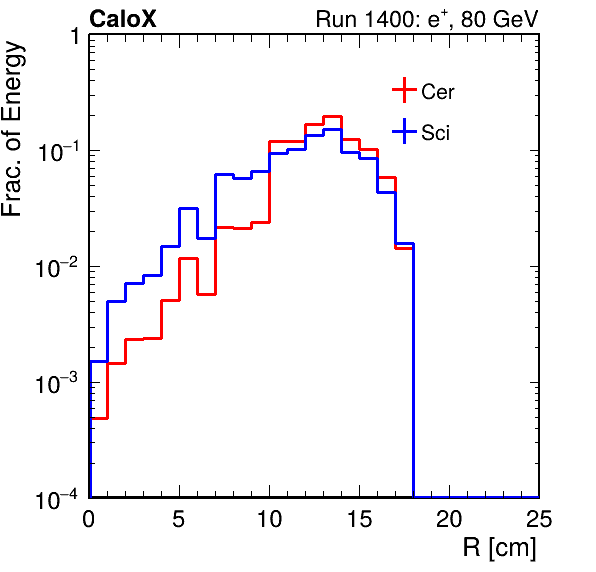 CaloX Run 1400: e⁺, 80 GeV
Frac. of Energy
1
10⁻¹
10⁻²
10⁻³
10⁻⁴
Cer
Sci
0 5 10 15 20 25
R [cm]